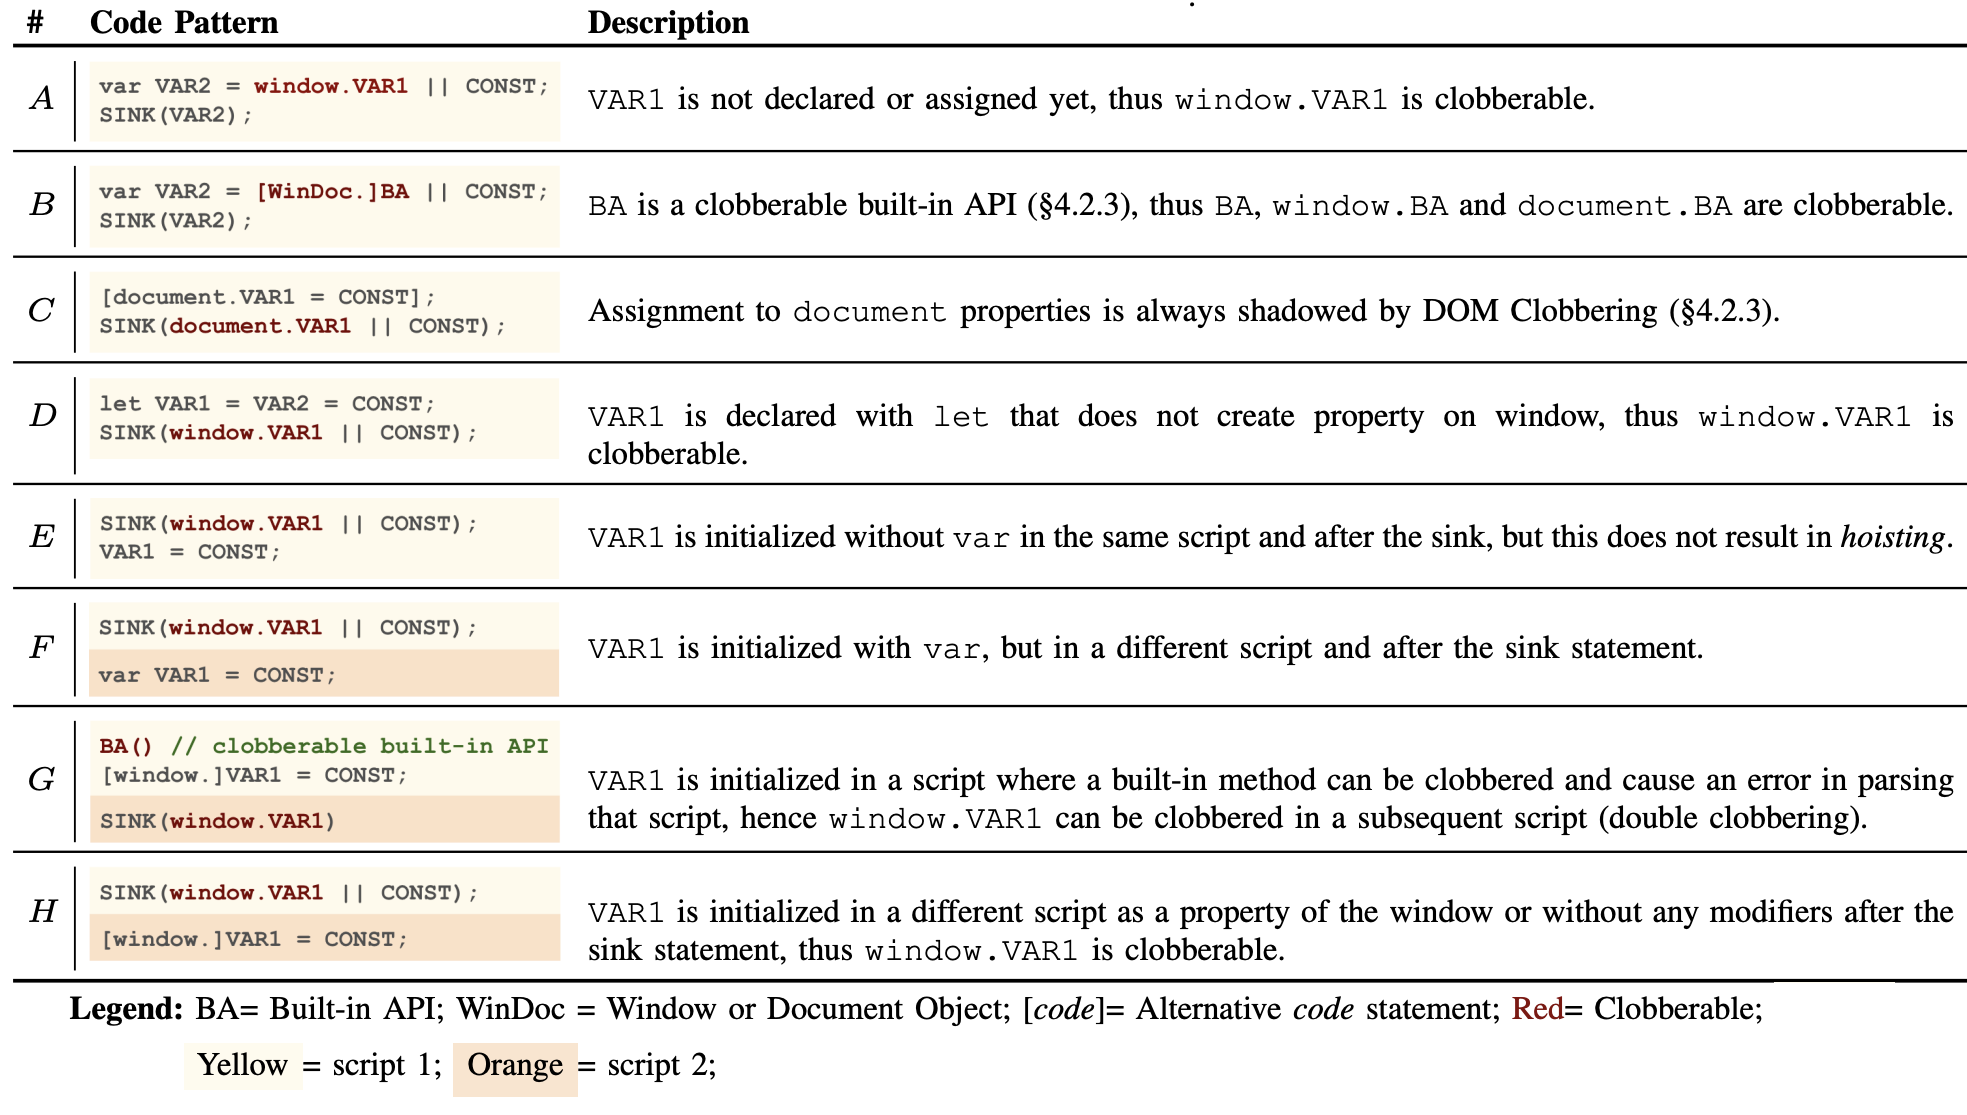 # Code Pattern Description
A
var VAR2 = window.VAR1 || CONST;
SINK(VAR2);
VAR1 is not declared or assigned yet, thus window.VAR1 is clobberable.
B
var VAR2 = [WinDoc.]BA || CONST;
SINK(VAR2);
BA is a clobberable built-in API (§4.2.3), thus BA, window.BA and document.BA are clobberable.
C
[document.VAR1 = CONST];
SINK(document.VAR1 || CONST);
Assignment to document properties is always shadowed by DOM Clobbering (§4.2.3).
D
let VAR1 = VAR2 = CONST;
SINK(window.VAR1 || CONST);
VAR1 is declared with let that does not create property on window, thus window.VAR1 is
clobberable.
E
SINK(window.VAR1 || CONST);
VAR1 = CONST;
VAR1 is initialized without var in the same script and after the sink, but this does not result in hoisting.
F
SINK(window.VAR1 || CONST);
var VAR1 = CONST;
VAR1 is initialized with var, but in a different script and after the sink statement.
G
BA() // clobberable built-in API
[window.]VAR1 = CONST;
SINK(window.VAR1)
VAR1 is initialized in a script where a built-in method can be clobbered and cause an error in parsing
that script, hence window.VAR1 can be clobbered in a subsequent script (double clobbering).
H
SINK(window.VAR1 || CONST);
[window.]VAR1 = CONST;
VAR1 is initialized in a different script as a property of the window or without any modifiers after the
sink statement, thus window.VAR1 is clobberable.
Legend: BA= Built-in API; WinDoc = Window or Document Object; [code]= Alternative code statement; Red= Clobberable;
Yellow = script 1; Orange = script 2;